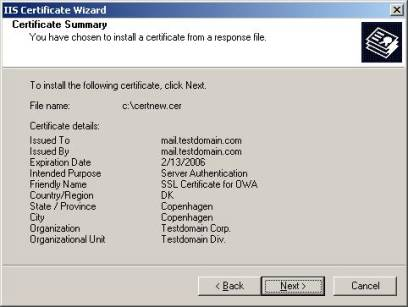 IIS Certificate Wizard
Certificate Summary
You have chosen to install a certificate from a response file.
To install the following certificate, click Next.
File name: c:\certnew.cer
Certificate details:
Issued To mail.testdomain.com
Issued By mail.testdomain.com
Expiration Date 2/13/2006
Intended Purpose Server Authentication
Friendly Name SSL Certificate for OWA
Country/Region DK
State / Province Copenhagen
City Copenhagen
Organization Testdomain Corp.
Organizational Unit Testdomain Div.
< Back Next > Cancel